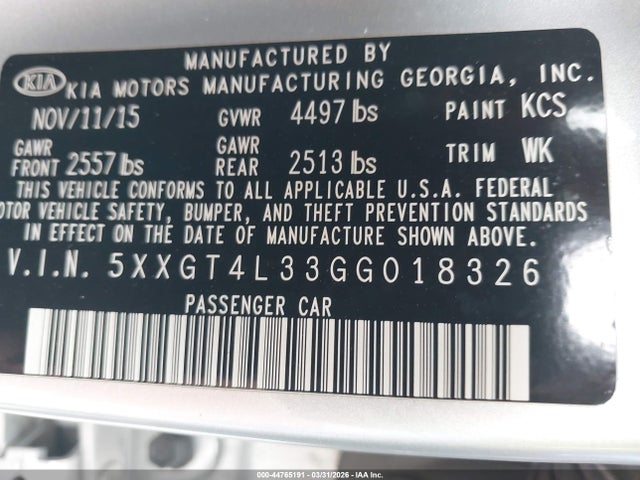 MANUFACTURED BY
KIA KIA MOTORS MANUFACTURING GEORGIA, INC.
NOV/11/15 GVWR 4497 lbs PAINT KCS
GAWR FRONT 2557 lbs GAWR REAR 2513 lbs TRIM WK
THIS VEHICLE CONFORMS TO ALL APPLICABLE U.S.A. FEDERAL
OTOR VEHICLE SAFETY, BUMPER, AND THEFT PREVENTION STANDARDS
IN EFFECT ON THE DATE OF MANUFACTURE SHOWN ABOVE.
V.I.N. 5XXGT4L33GG018326
PASSENGER CAR
000-44765191 - 03/31/2026 - IAA Inc.